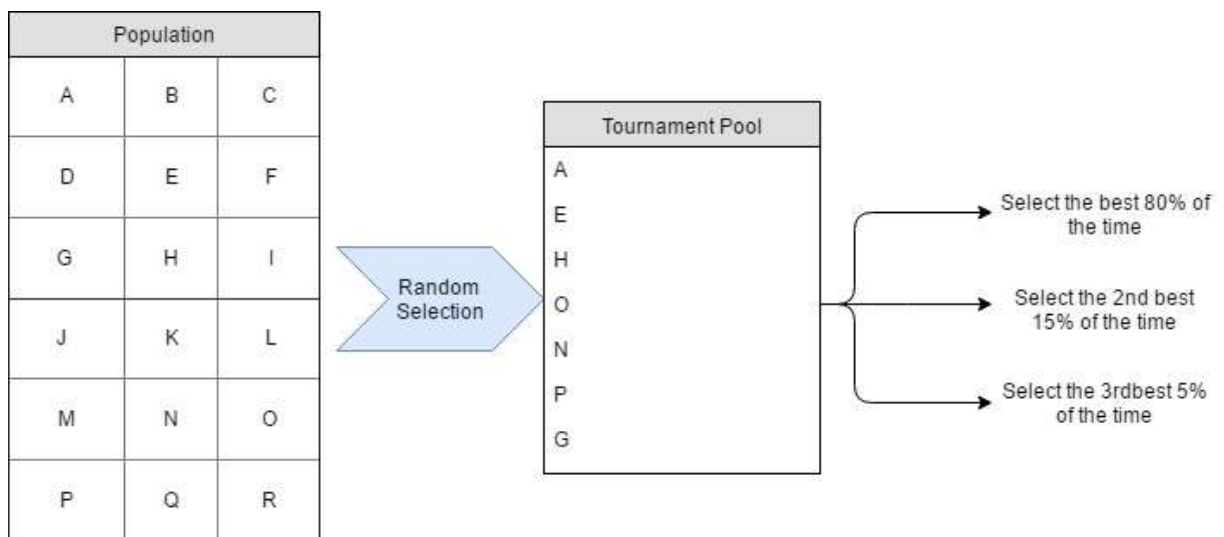 Population
A B C
D E F
G H I
J K L
M N O
P Q R
Random
Selection
Tournament Pool
A
E
H
O
N
P
G
Select the best 80% of
the time
Select the 2nd best
15% of the time
Select the 3rdbest 5%
of the time